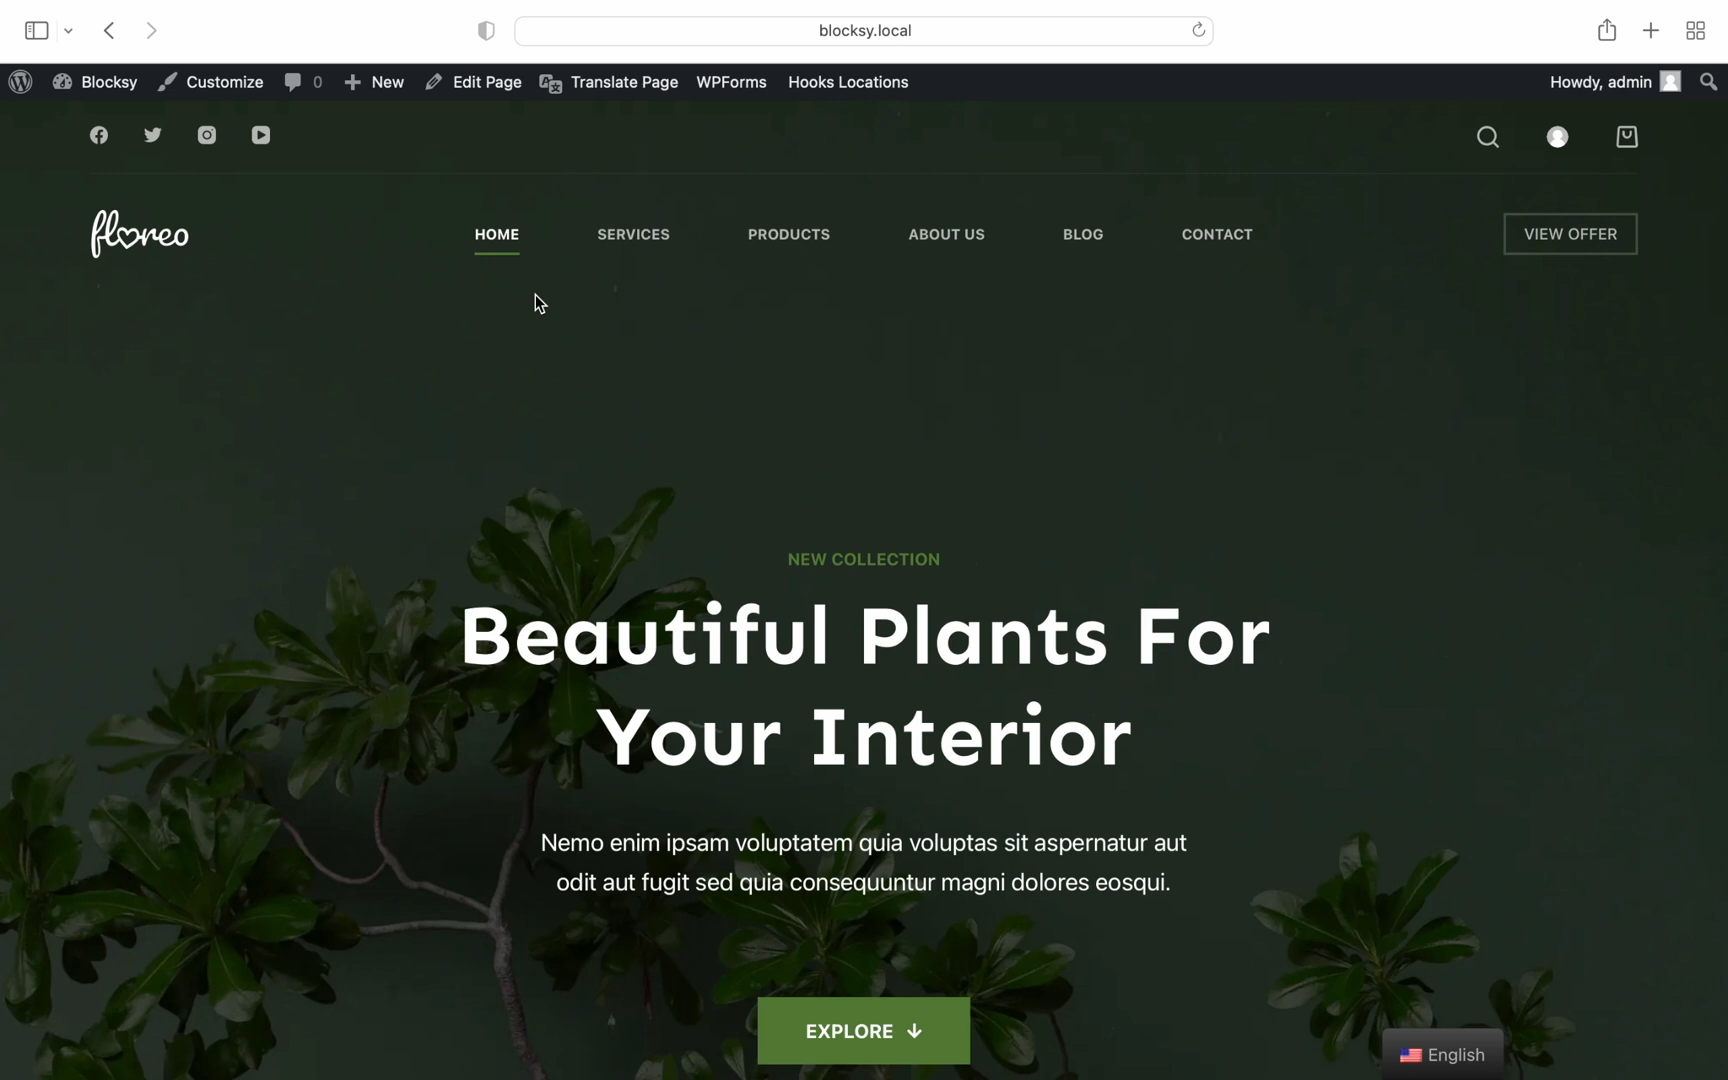 blocksy.local
Blocksy Customize 0 New Edit Page Translate Page WPForms Hooks Locations Howdy, admin
floreo HOME SERVICES PRODUCTS ABOUT US BLOG CONTACT VIEW OFFER
NEW COLLECTION
Beautiful Plants For
Your Interior
Nemo enim ipsam voluptatem quia voluptas sit aspernatur aut
odit aut fugit sed quia consequuntur magni dolores eosqui.
EXPLORE ↓
English